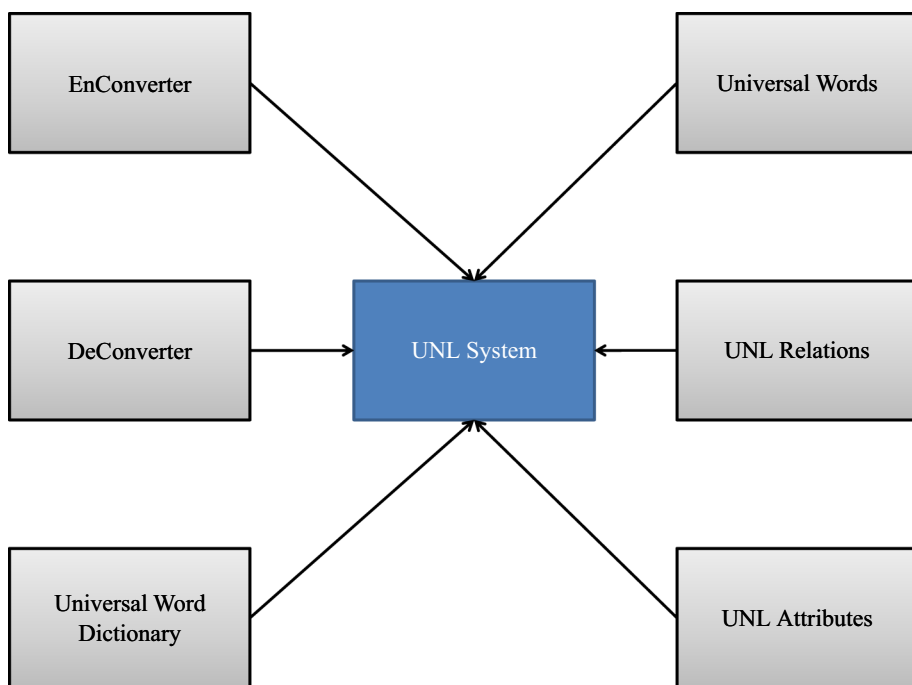 EnConverter
Universal Words
DeConverter
UNL System
UNL Relations
Universal Word
Dictionary
UNL Attributes